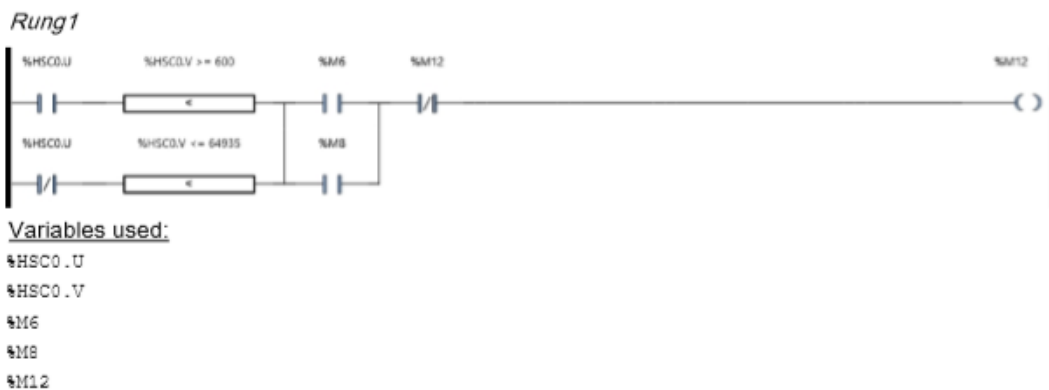 Rung1
%HSC0.U %HSC0.V >= 600 %M6 %M12 %M12
<
%HSC0.U %HSC0.V <= 64935 %M8
<
Variables used:
%HSC0.U
%HSC0.V
%M6
%M8
%M12